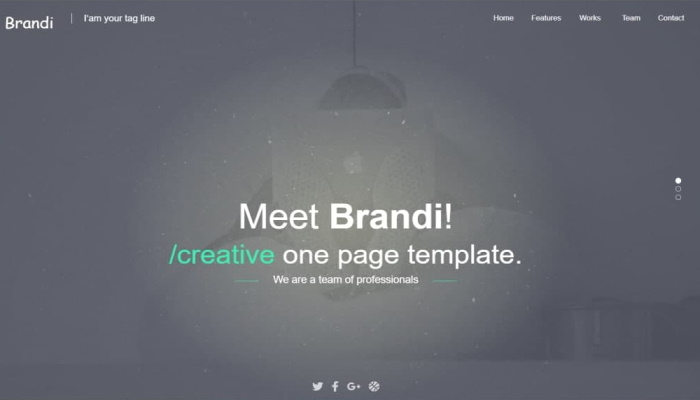 Brandi
I'am your tag line
Home Features Works Team Contact
Meet Brandi!
/creative one page template.
We are a team of professionals